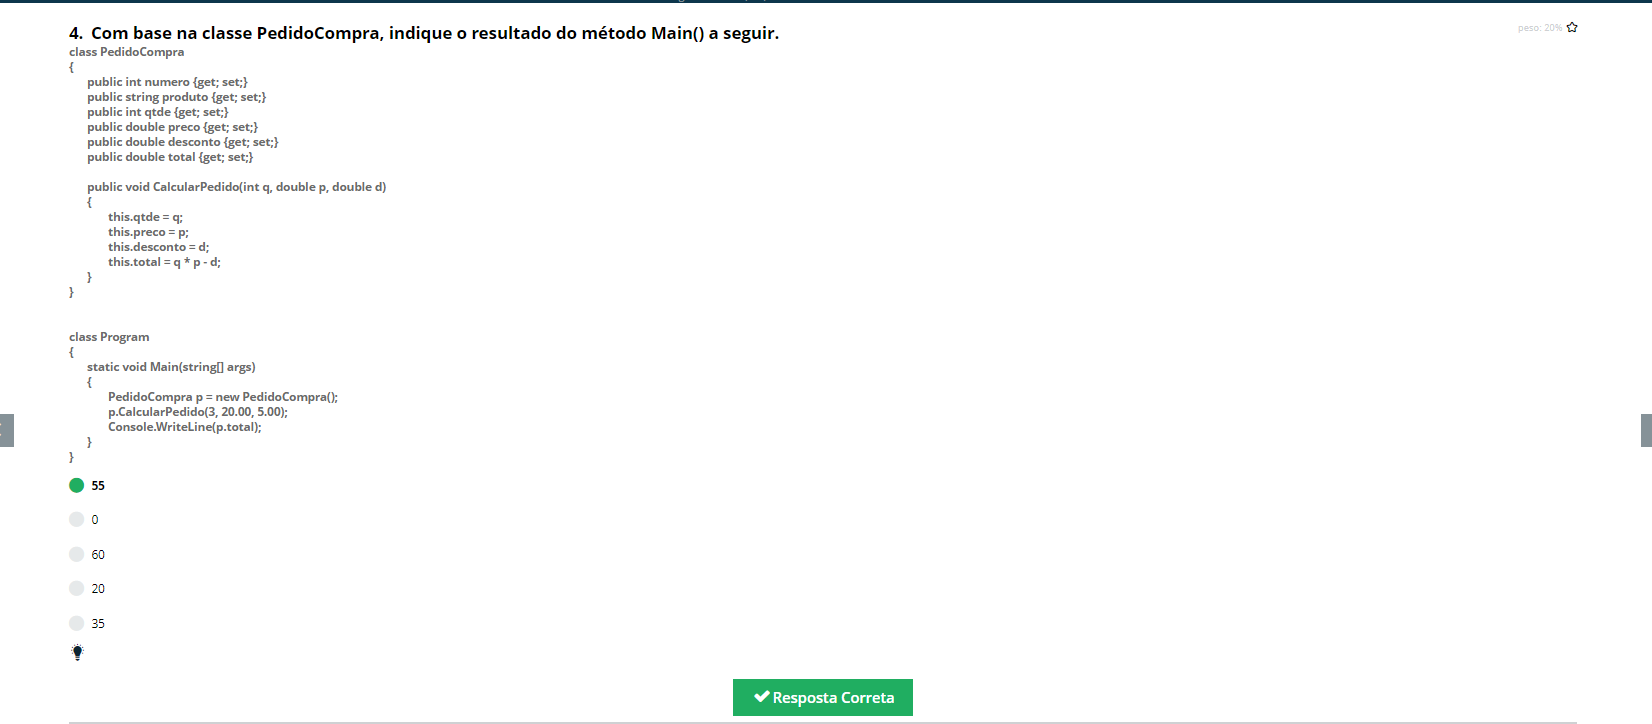 4. Com base na classe PedidoCompra, indique o resultado do método Main() a seguir.
peso: 20%
class PedidoCompra
{
public int numero {get; set;}
public string produto {get; set;}
public int qtde {get; set;}
public double preco {get; set;}
public double desconto {get; set;}
public double total {get; set;}
public void CalcularPedido(int q, double p, double d)
{
this.qtde = q;
this.preco = p;
this.desconto = d;
this.total = q * p - d;
}
}
class Program
{
static void Main(string[] args)
{
PedidoCompra p = new PedidoCompra();
p.CalcularPedido(3, 20.00, 5.00);
Console.WriteLine(p.total);
}
}
55
0
60
20
35
Resposta Correta